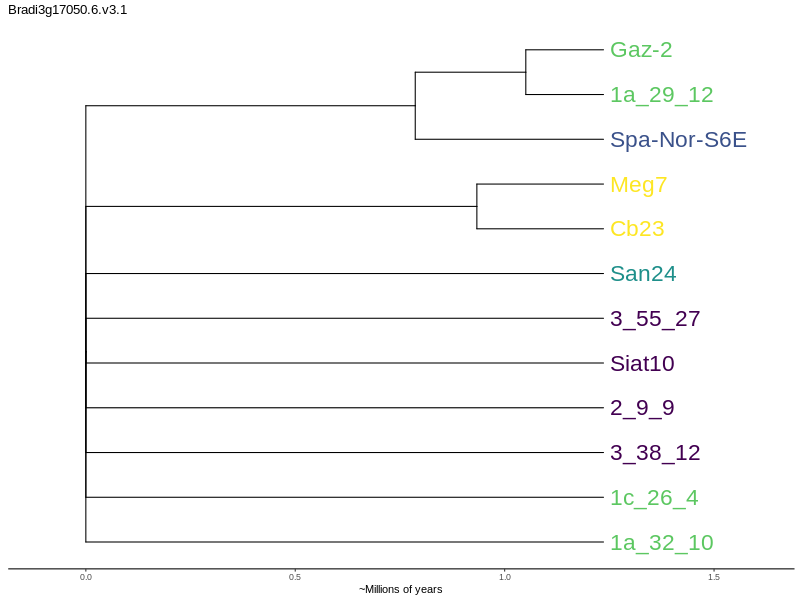 Bradi3g17050.6.v3.1
Gaz-2
1a_29_12
Spa-Nor-S6E
Meg7
Cb23
San24
3_55_27
Siat10
2_9_9
3_38_12
1c_26_4
1a_32_10
0.0 0.5 1.0 1.5
~Millions of years